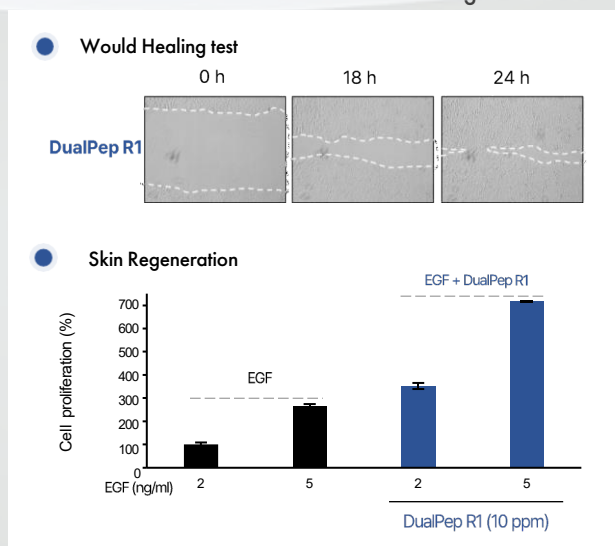 Would Healing test
0 h
18 h
24 h
DualPep R1
Skin Regeneration
EGF + DualPep R1
EGF
Cell proliferation (%)
700
600
500
400
300
200
100
0
EGF (ng/ml)
2
5
2
5
DualPep R1 (10 ppm)